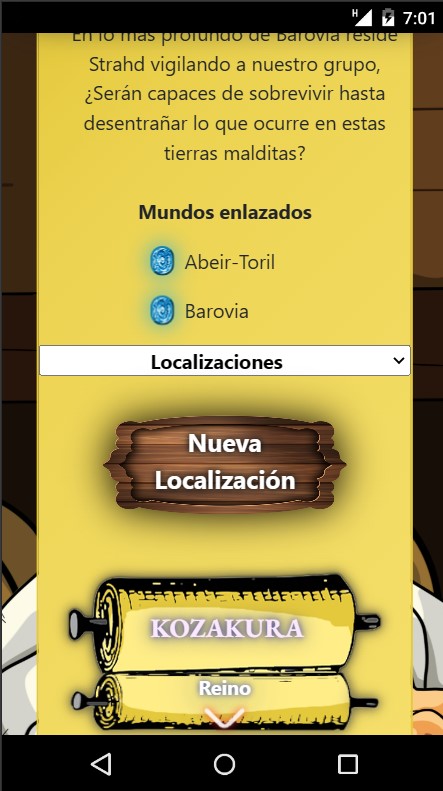 7:01
En lo más profundo de Barovia reside
Strahd vigilando a nuestro grupo,
¿Serán capaces de sobrevivir hasta
desentrañar lo que ocurre en estas
tierras malditas?
Mundos enlazados
Abeir-Toril
Barovia
Localizaciones
Nueva
Localización
KOZAKURA
Reino